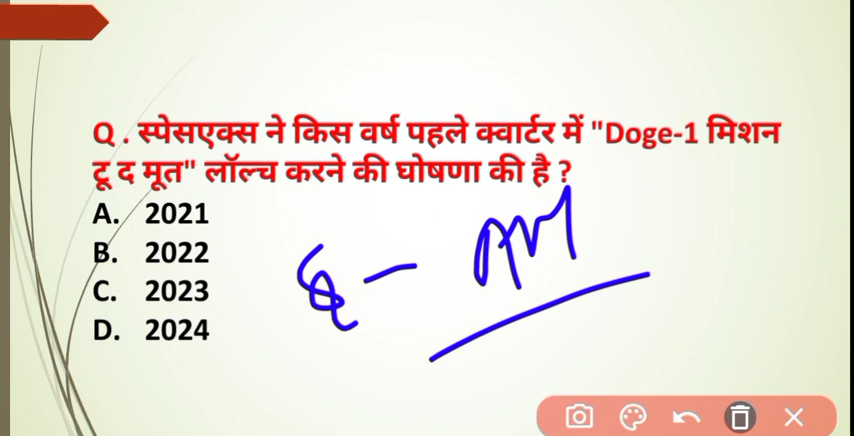 Q . स्पेसएक्स ने किस वर्ष पहले क्वार्टर में "Doge-1 मिशन
टू द मूत" लॉल्च करने की घोषणा की है ?
A. 2021
B. 2022
C. 2023
D. 2024